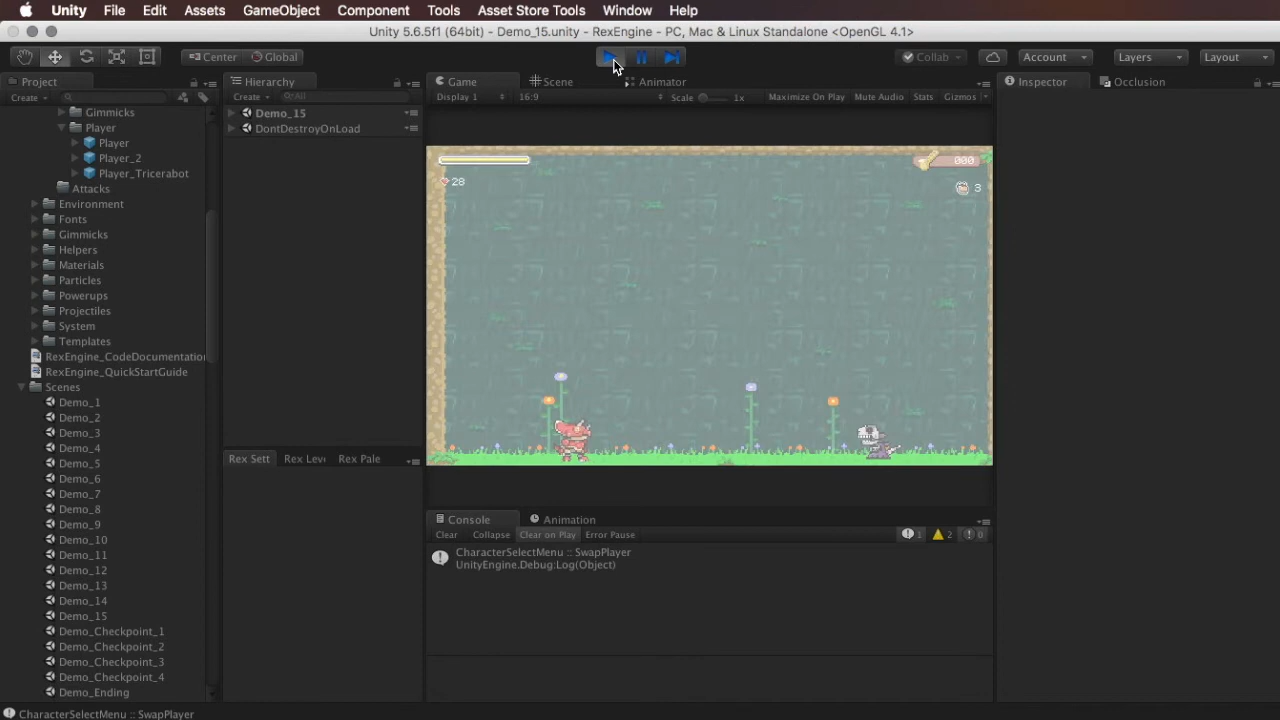 Unity File Edit Assets GameObject Component Tools Asset Store Tools Window Help
Unity 5.6.5f1 (64bit) - Demo_15.unity - RexEngine - PC, Mac & Linux Standalone <OpenGL 4.1>
Center Global Collab Account Layers Layout
Project Hierarchy Game Scene Animator Inspector Occlusion
Create Create All Display 1 16:9 Scale 1x Maximize On Play Mute Audio Stats Gizmos
Gimmicks
Player
Player
Player_2
Player_Tricerabot
Attacks
Environment
Fonts
Gimmicks
Helpers
Materials
Particles
Powerups
Projectiles
System
Templates
RexEngine_CodeDocumentatio
RexEngine_QuickStartGuide
Scenes
Demo_1
Demo_2
Demo_3
Demo_4
Demo_5
Demo_6
Demo_7
Demo_8
Demo_9
Demo_10
Demo_11
Demo_12
Demo_13
Demo_14
Demo_15
Demo_Checkpoint_1
Demo_Checkpoint_2
Demo_Checkpoint_3
Demo_Checkpoint_4
Demo_Ending
Demo_15
DontDestroyOnLoad
000
28
3
Rex Sett Rex Leve Rex Pale
Console Animation
Clear Collapse Clear on Play Error Pause 1 2 0
CharacterSelectMenu :: SwapPlayer
UnityEngine.Debug:Log(Object)
CharacterSelectMenu :: SwapPlayer